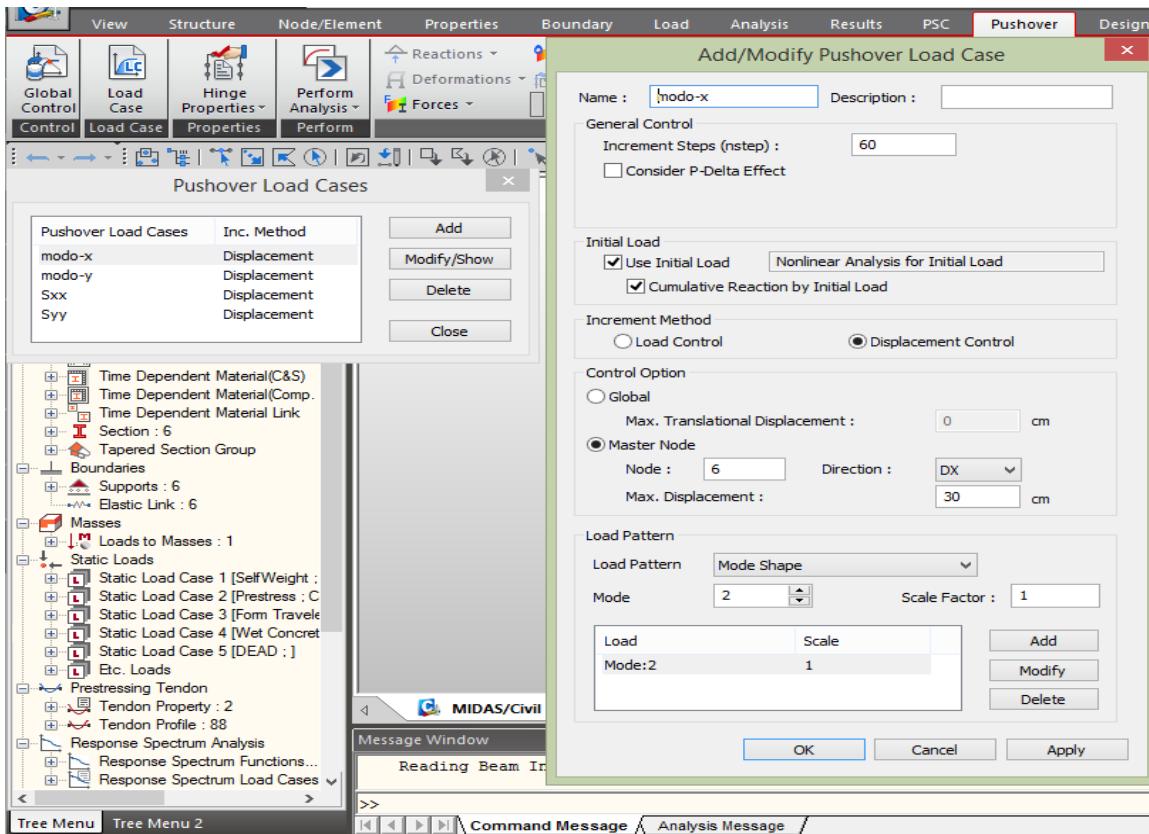 View Structure Node/Element Properties Boundary Load Analysis Results PSC Pushover Design
Global Control
Load Case
Hinge Properties
Perform Analysis
Reactions
Deformations
Forces
Control Load Case Properties Perform
Pushover Load Cases
Pushover Load Cases Inc. Method
modo-x Displacement
modo-y Displacement
Sxx Displacement
Syy Displacement
Add
Modify/Show
Delete
Close
Time Dependent Material(C&S)
Time Dependent Material(Comp.
Time Dependent Material Link
Section : 6
Tapered Section Group
Boundaries
Supports : 6
Elastic Link : 6
Masses
Loads to Masses : 1
Static Loads
Static Load Case 1 [SelfWeight ;
Static Load Case 2 [Prestress ; C
Static Load Case 3 [Form Travele
Static Load Case 4 [Wet Concret
Static Load Case 5 [DEAD ; ]
Etc. Loads
Prestressing Tendon
Tendon Property : 2
Tendon Profile : 88
Response Spectrum Analysis
Response Spectrum Functions...
Response Spectrum Load Cases
Tree Menu Tree Menu 2
MIDAS/Civil
Message Window
Reading Beam In
>>
Command Message Analysis Message
Add/Modify Pushover Load Case
Name : modo-x Description :
General Control
Increment Steps (nstep) : 60
Consider P-Delta Effect
Initial Load
Use Initial Load Nonlinear Analysis for Initial Load
Cumulative Reaction by Initial Load
Increment Method
Load Control Displacement Control
Control Option
Global
Max. Translational Displacement : 0 cm
Master Node
Node : 6 Direction : DX
Max. Displacement : 30 cm
Load Pattern
Load Pattern Mode Shape
Mode 2 Scale Factor : 1
Load Scale
Mode:2 1
Add
Modify
Delete
OK Cancel Apply